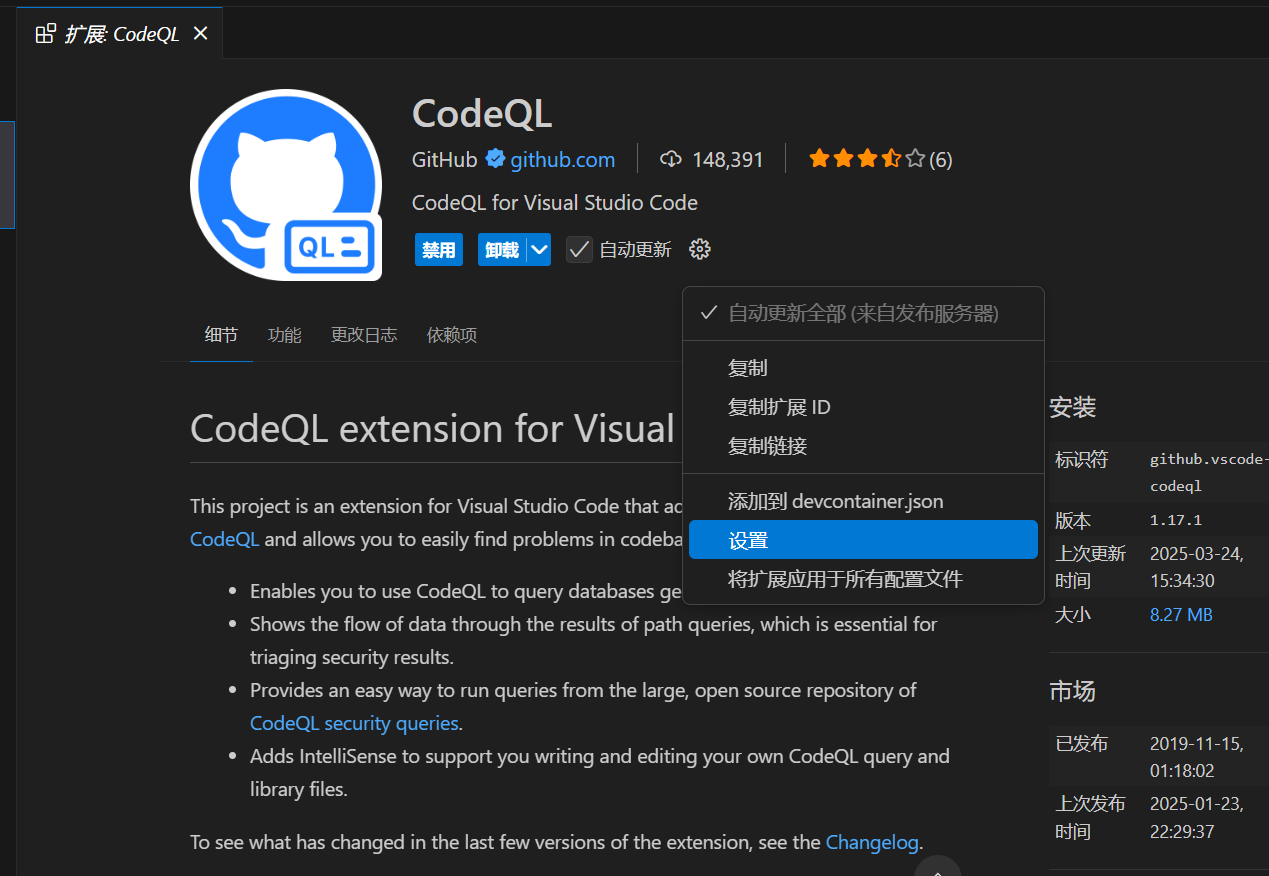 扩展: CodeQL
CodeQL
GitHub github.com 148,391 (6)
CodeQL for Visual Studio Code
QL
禁用 卸载 自动更新
细节 功能 更改日志 依赖项
自动更新全部 (来自发布服务器)
复制
复制扩展 ID
复制链接
添加到 devcontainer.json
设置
将扩展应用于所有配置文件
CodeQL extension for Visual
This project is an extension for Visual Studio Code that ad
CodeQL and allows you to easily find problems in codeba
Enables you to use CodeQL to query databases ge
Shows the flow of data through the results of path queries, which is essential for
triaging security results.
Provides an easy way to run queries from the large, open source repository of
CodeQL security queries.
Adds IntelliSense to support you writing and editing your own CodeQL query and
library files.
To see what has changed in the last few versions of the extension, see the Changelog.
安装
标识符 github.vscode-
codeql
版本 1.17.1
上次更新 2025-03-24,
时间 15:34:30
大小 8.27 MB
市场
已发布 2019-11-15,
01:18:02
上次发布 2025-01-23,
时间 22:29:37